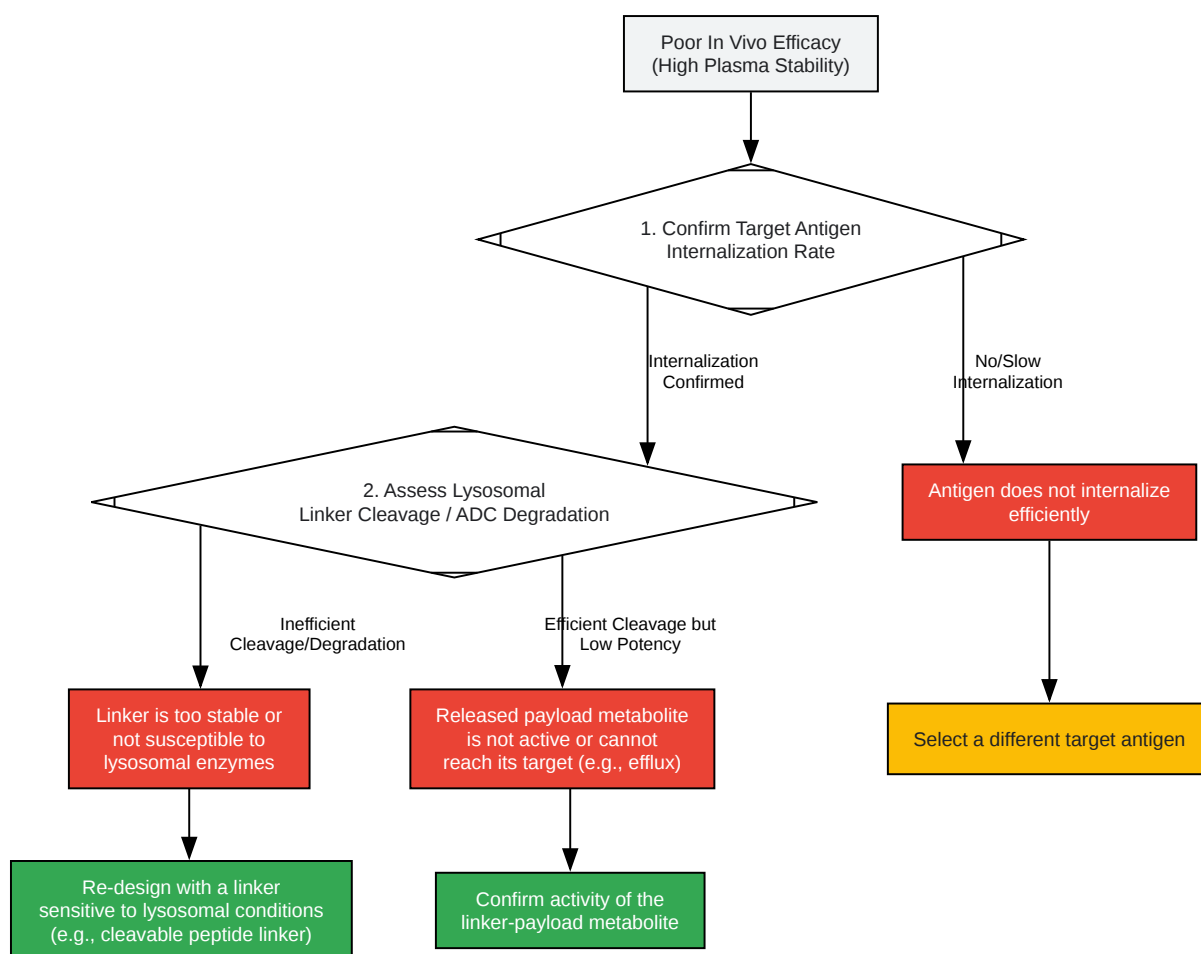 Poor In Vivo Efficacy
(High Plasma Stability)
1. Confirm Target Antigen
Internalization Rate
Internalization
Confirmed
No/Slow
Internalization
2. Assess Lysosomal
Linker Cleavage / ADC Degradation
Antigen does not internalize
efficiently
Inefficient
Cleavage/Degradation
Efficient Cleavage but
Low Potency
Linker is too stable or
not susceptible to
lysosomal enzymes
Released payload metabolite
is not active or cannot
reach its target (e.g., efflux)
Select a different target antigen
Re-design with a linker
sensitive to lysosomal conditions
(e.g., cleavable peptide linker)
Confirm activity of the
linker-payload metabolite